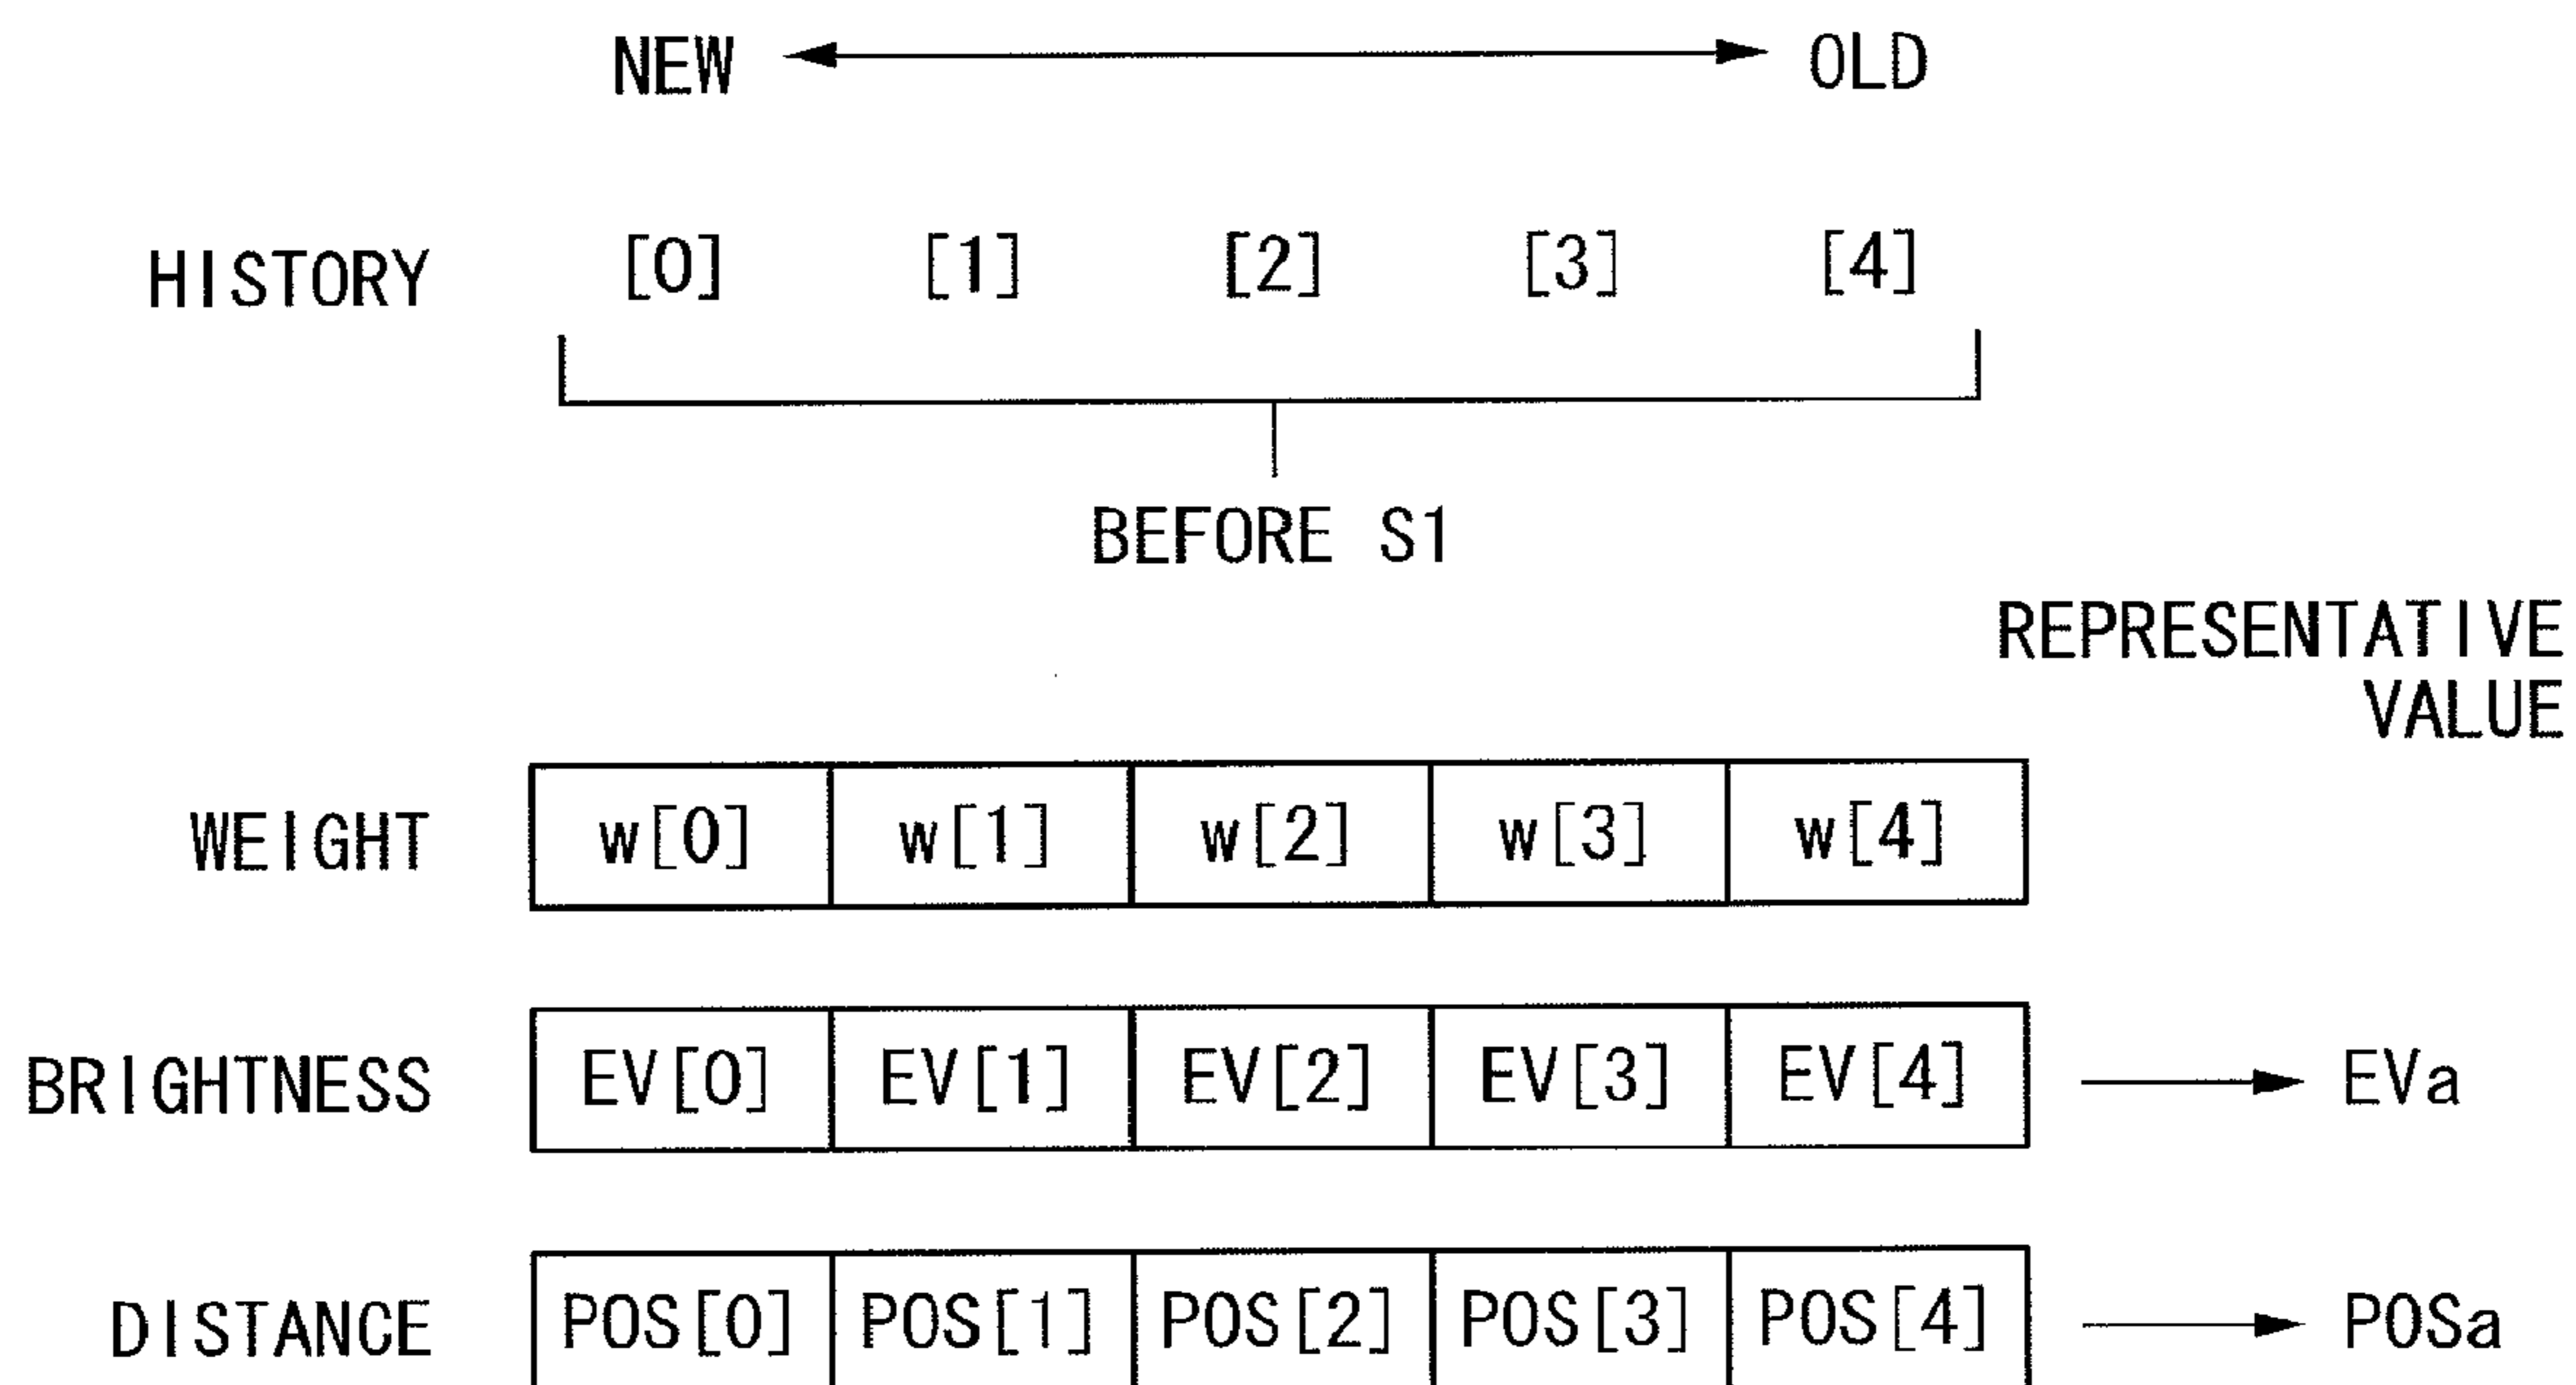 NEW OLD
HISTORY [0] [1] [2] [3] [4]
BEFORE S1
REPRESENTATIVE
VALUE
WEIGHT w[0] w[1] w[2] w[3] w[4]
BRIGHTNESS EV[0] EV[1] EV[2] EV[3] EV[4] EVa
DISTANCE POS[0] POS[1] POS[2] POS[3] POS[4] POSa